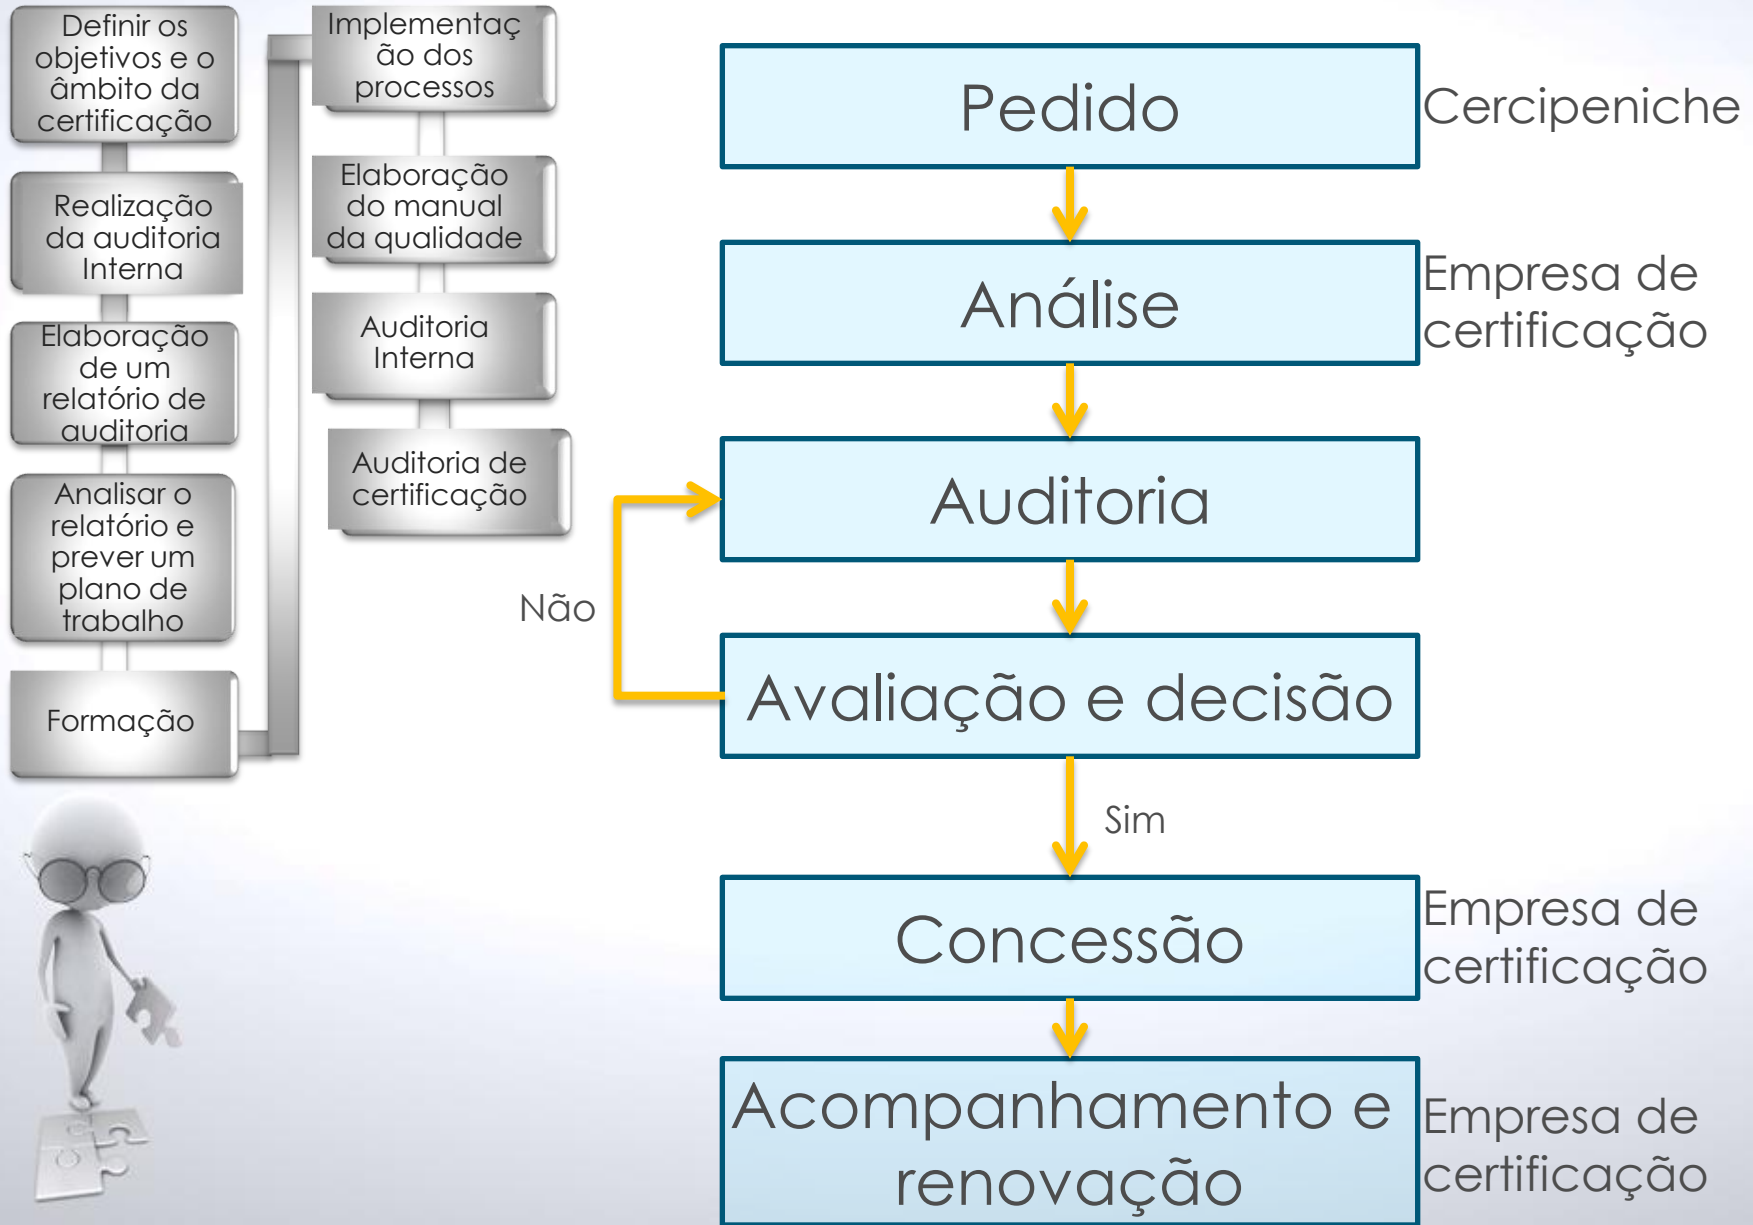 Definir os
objetivos e o
âmbito da
certificação
Realização
da auditoria
Interna
Elaboração
de um
relatório de
auditoria
Analisar o
relatório e
prever um
plano de
trabalho
Formação
Implementaç
ão dos
processos
Elaboração
do manual
da qualidade
Auditoria
Interna
Auditoria de
certificação
Pedido
Cercipeniche
Análise
Empresa de
certificação
Auditoria
Não
Avaliação e decisão
Sim
Concessão
Empresa de
certificação
Acompanhamento e
renovação
Empresa de
certificação